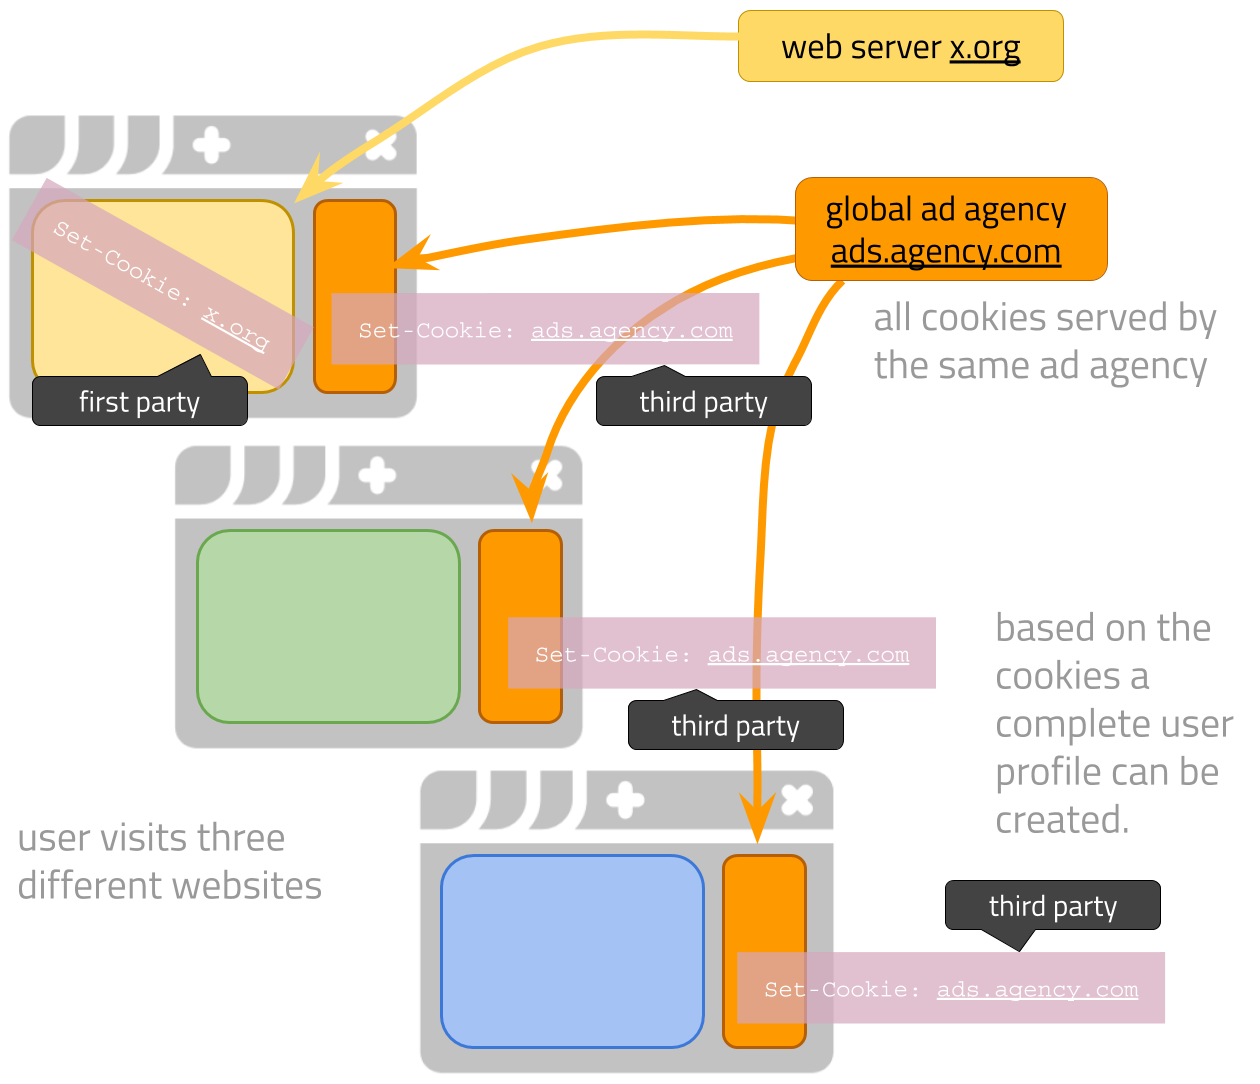 web server x.org
global ad agency
ads.agency.com
Set-Cookie: x.org
Set-Cookie: ads.agency.com
all cookies served by
the same ad agency
first party
third party
Set-Cookie: ads.agency.com
third party
based on the
cookies a
complete user
profile can be
created.
user visits three
different websites
third party
Set-Cookie: ads.agency.com